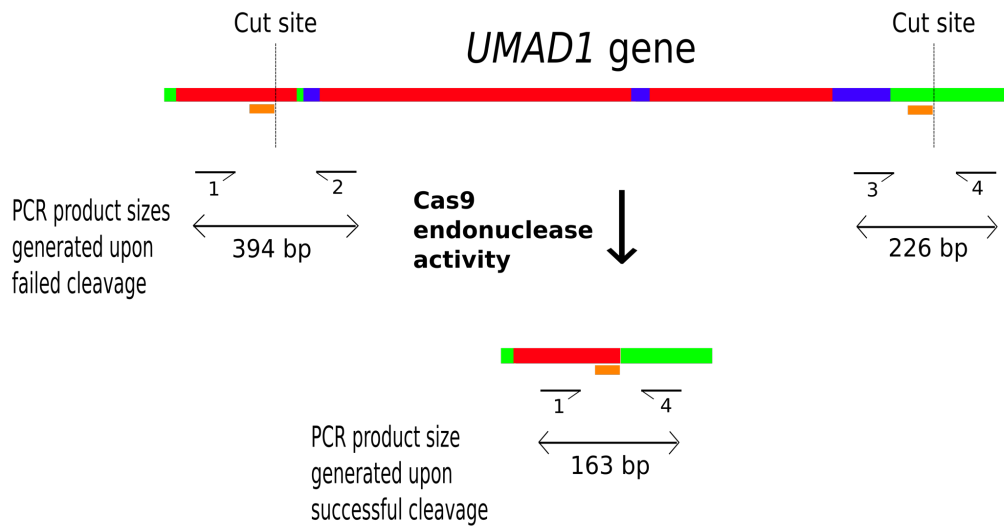 Cut site
UMAD1 gene
Cut site
1
2
3
4
PCR product sizes
generated upon
failed cleavage
394 bp
Cas9
endonuclease
activity
226 bp
1
4
PCR product size
generated upon
successful cleavage
163 bp